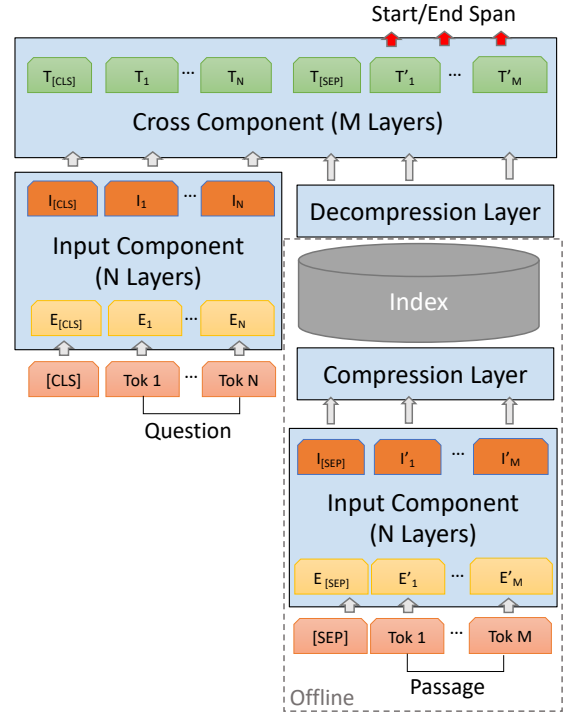 Start/End Span
T[CLS] T1 ... TN T[SEP] T'1 ... T'M
Cross Component (M Layers)
I[CLS] I1 ... IN
Input Component
(N Layers)
E[CLS] E1 ... EN
[CLS] Tok 1 ... Tok N
Question
Decompression Layer
Index
Compression Layer
I[SEP] I'1 ... I'M
Input Component
(N Layers)
E [SEP] E'1 ... E'M
[SEP] Tok 1 ... Tok M
Passage
Offline